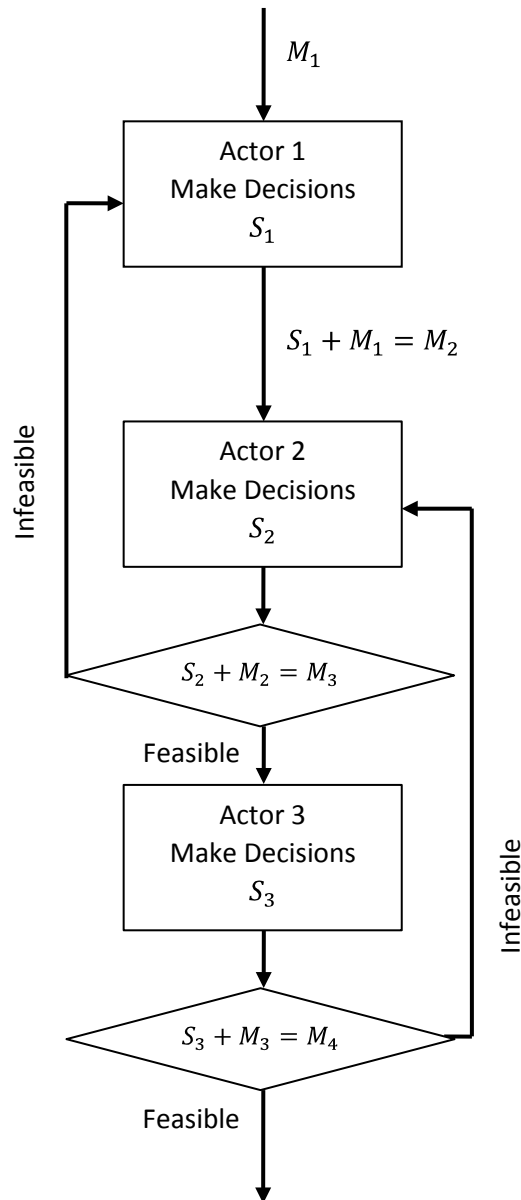 M₁
Actor 1
Make Decisions
S₁
S₁ + M₁ = M₂
Infeasible
Actor 2
Make Decisions
S₂
S₂ + M₂ = M₃
Feasible
Actor 3
Make Decisions
S₃
Infeasible
S₃ + M₃ = M₄
Feasible